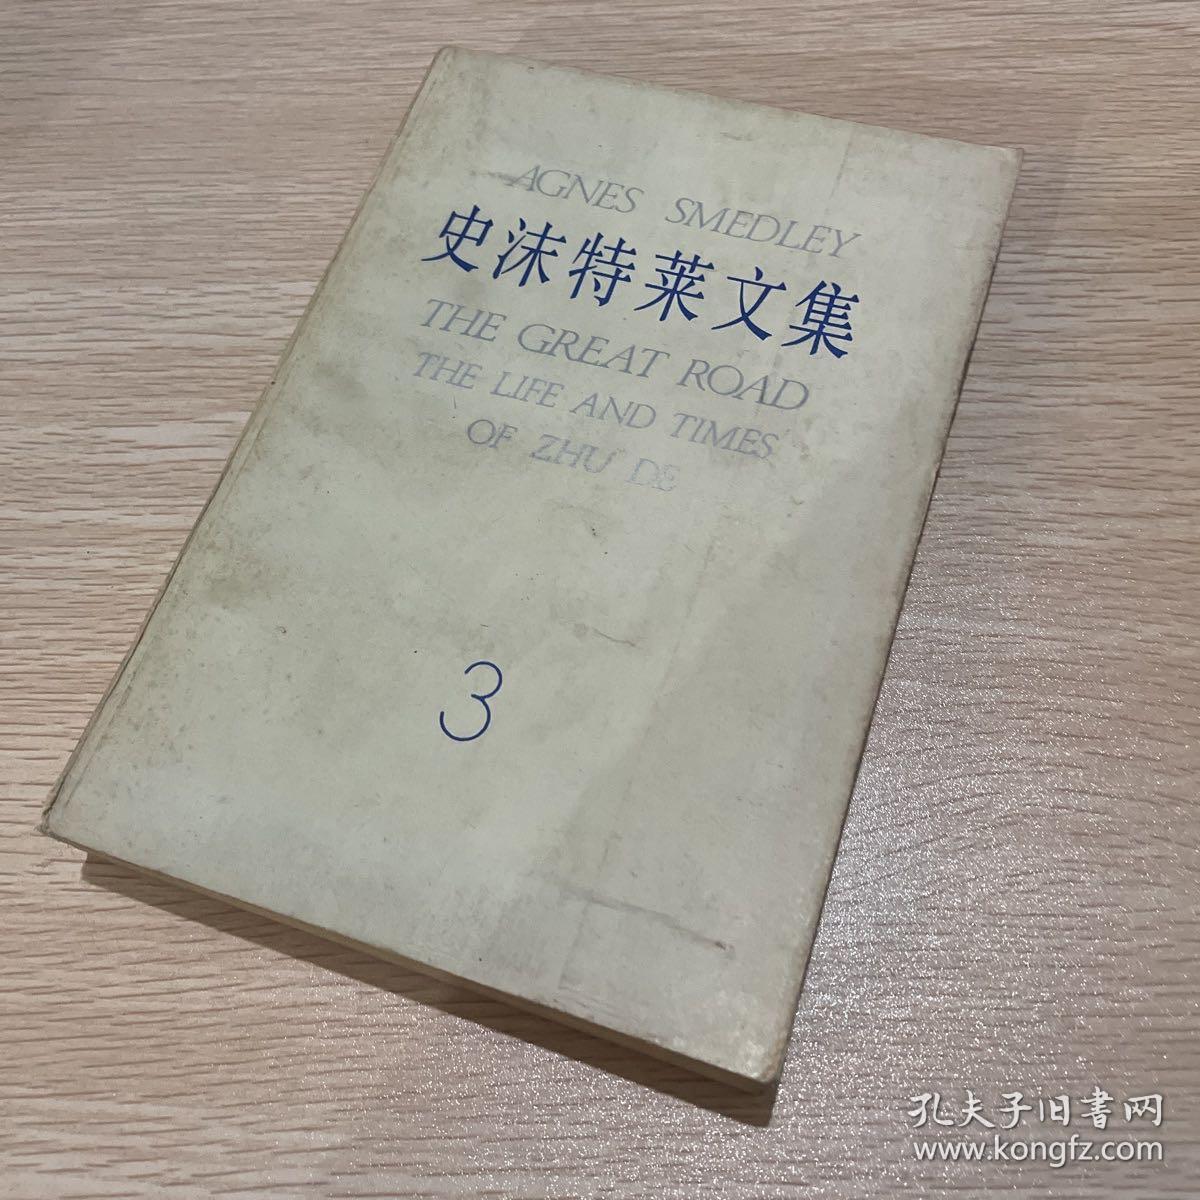 AGNES SMEDLEY
史沫特莱文集
THE GREAT ROAD
THE LIFE AND TIMES
OF ZHU DE
3
孔夫子旧書网
www.kongfz.com